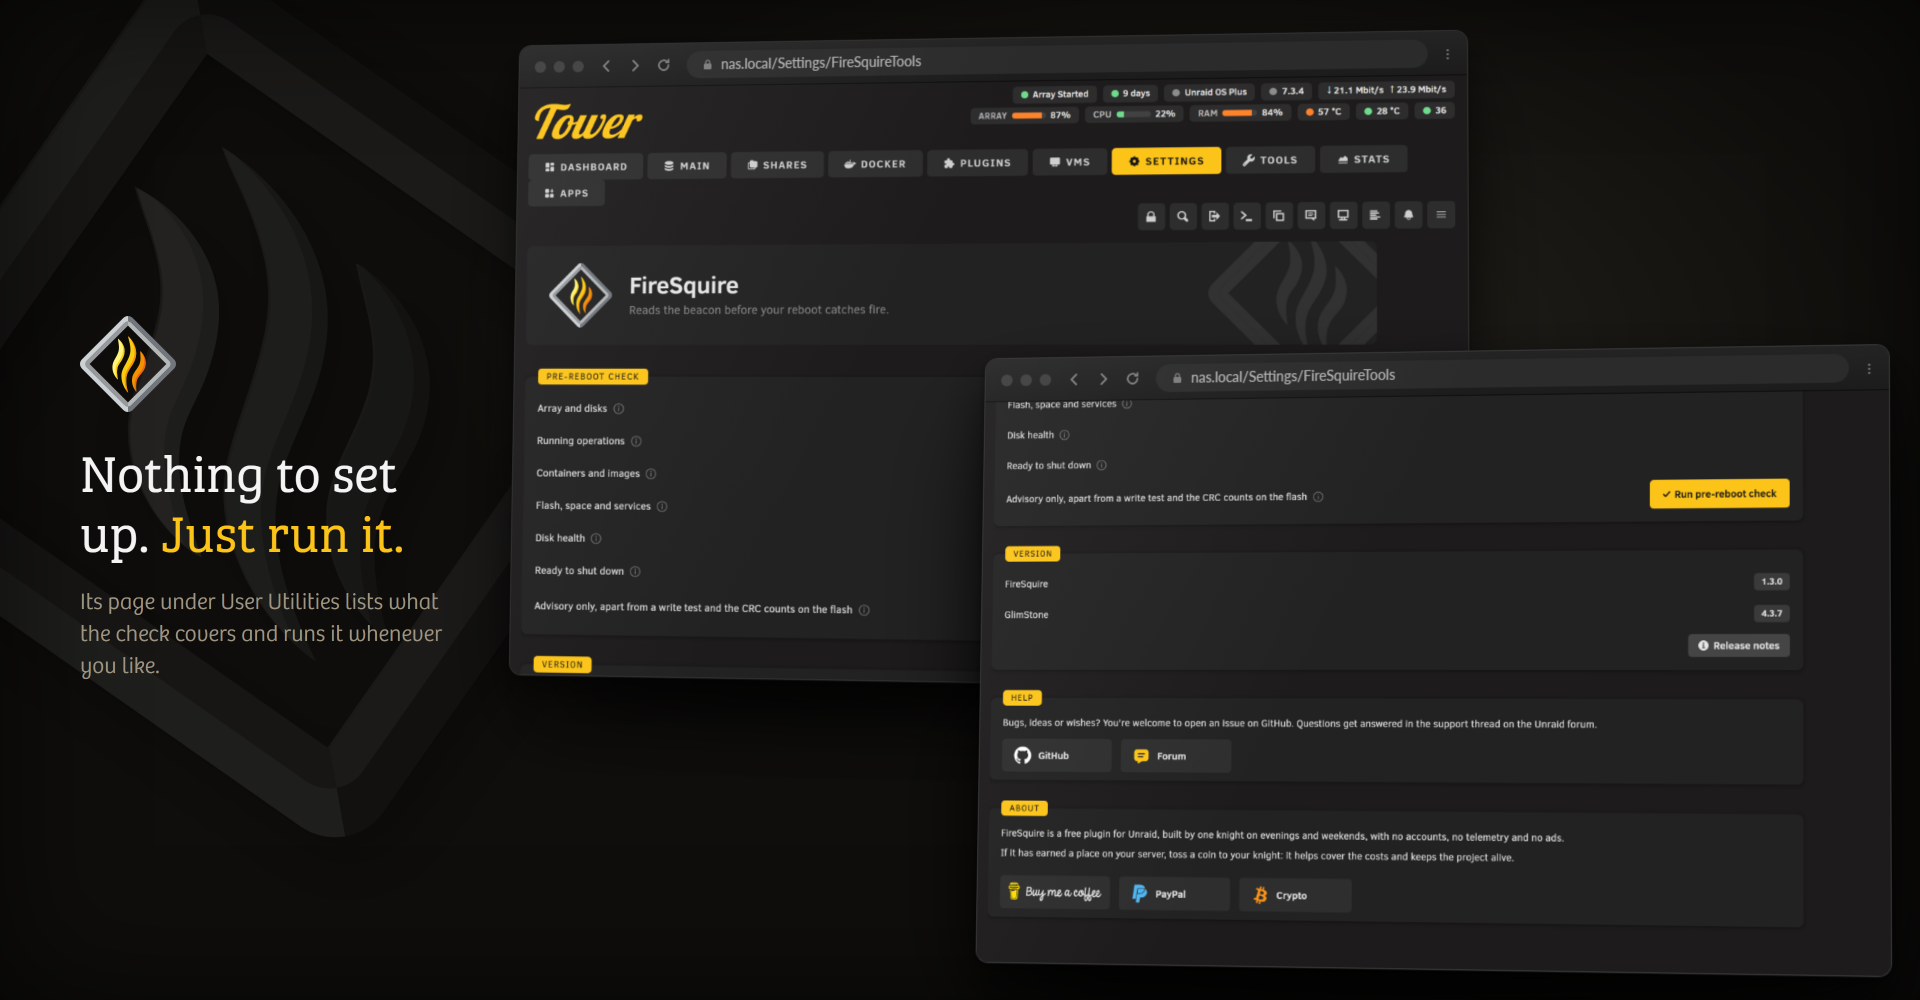 nas.local/Settings/FireSquireTools
Tower
Array Started
9 days
Unraid OS Plus
7.3.4
↓ 21.1 Mbit/s ↑ 23.9 Mbit/s
ARRAY 87%
CPU 22%
RAM 84%
57 °C
28 °C
36
DASHBOARD
MAIN
SHARES
DOCKER
PLUGINS
VMS
SETTINGS
TOOLS
STATS
APPS
FireSquire
Reads the beacon before your reboot catches fire.
PRE-REBOOT CHECK
Array and disks
Running operations
Containers and images
Flash, space and services
Disk health
Ready to shut down
Advisory only, apart from a write test and the CRC counts on the flash
VERSION
Nothing to set
up. Just run it.
Its page under User Utilities lists what
the check covers and runs it whenever
you like.
nas.local/Settings/FireSquireTools
Flash, space and services
Disk health
Ready to shut down
Advisory only, apart from a write test and the CRC counts on the flash
Run pre-reboot check
VERSION
FireSquire 1.3.0
GlimStone 4.3.7
Release notes
HELP
Bugs, ideas or wishes? You're welcome to open an issue on GitHub. Questions get answered in the support thread on the Unraid forum.
GitHub
Forum
ABOUT
FireSquire is a free plugin for Unraid, built by one knight on evenings and weekends, with no accounts, no telemetry and no ads.
If it has earned a place on your server, toss a coin to your knight: it helps cover the costs and keeps the project alive.
Buy me a coffee
PayPal
Crypto